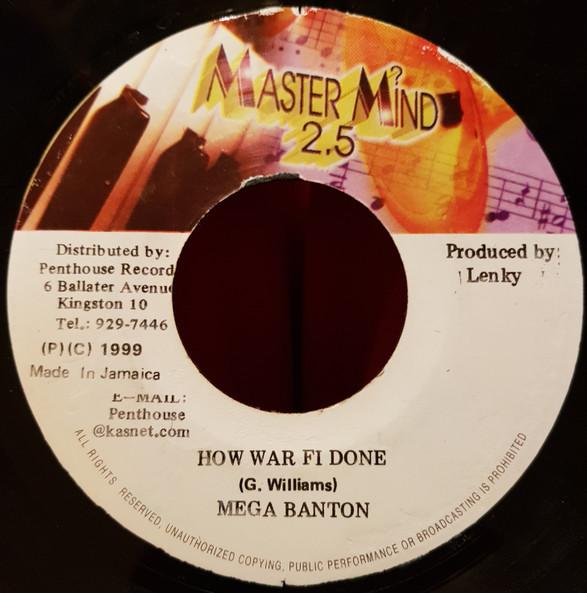 MASTER MIND
2.5
Distributed by:
Penthouse Record
6 Ballater Avenue
Kingston 10
Tel.: 929-7446
(P)(C) 1999
Made In Jamaica
E-MAIL:
Penthouse
@kasnet.com
Produced by:
Lenky
HOW WAR FI DONE
(G. Williams)
MEGA BANTON
ALL RIGHTS RESERVED, UNAUTHORIZED COPYING, PUBLIC PERFORMANCE OR BROADCASTING IS PROHIBITED